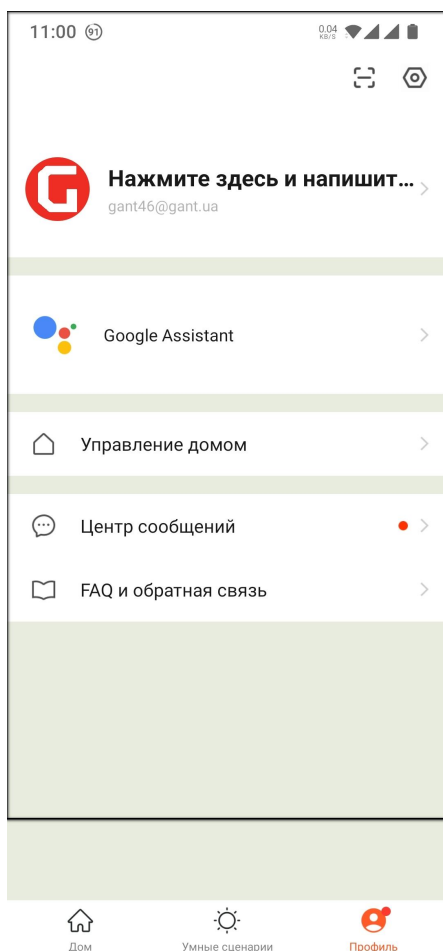 11:00 91 0.04 KB/S
Нажмите здесь и напишит...
gant46@gant.ua
Google Assistant
Управление домом
Центр сообщений
FAQ и обратная связь
Дом Умные сценарии Профиль